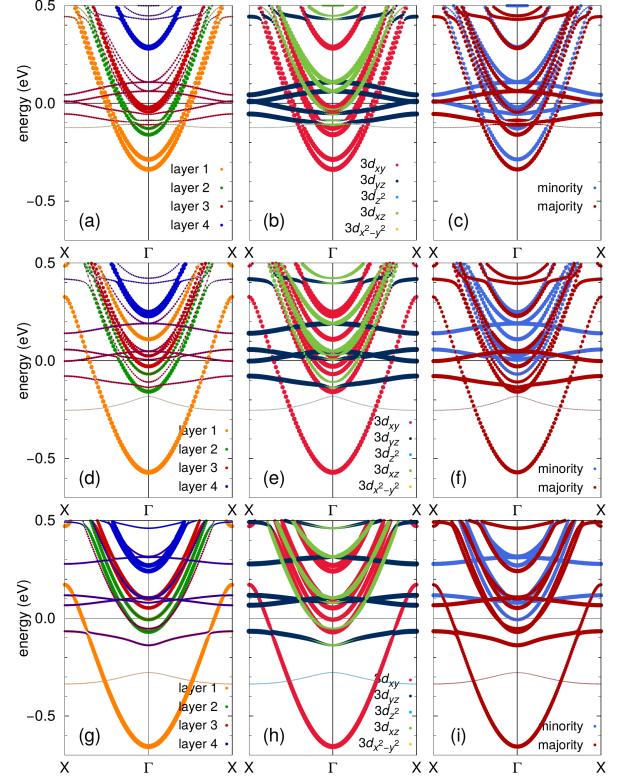 0.5
0.0
−0.5
energy (eV)
layer 1
layer 2
layer 3
layer 4
(a)
3dxy
3dyz
3dz²
3dxz
3dx²−y²
(b)
minority
majority
(c)
X Γ X X Γ X X Γ X
0.5
0.0
−0.5
energy (eV)
layer 1
layer 2
layer 3
layer 4
(d)
3dxy
3dyz
3dz²
3dxz
3dx²−y²
(e)
minority
majority
(f)
X Γ X X Γ X X Γ X
0.5
0.0
−0.5
energy (eV)
layer 1
layer 2
layer 3
layer 4
(g)
3dxy
3dyz
3dz²
3dxz
3dx²−y²
(h)
minority
majority
(i)
X Γ X X Γ X X Γ X